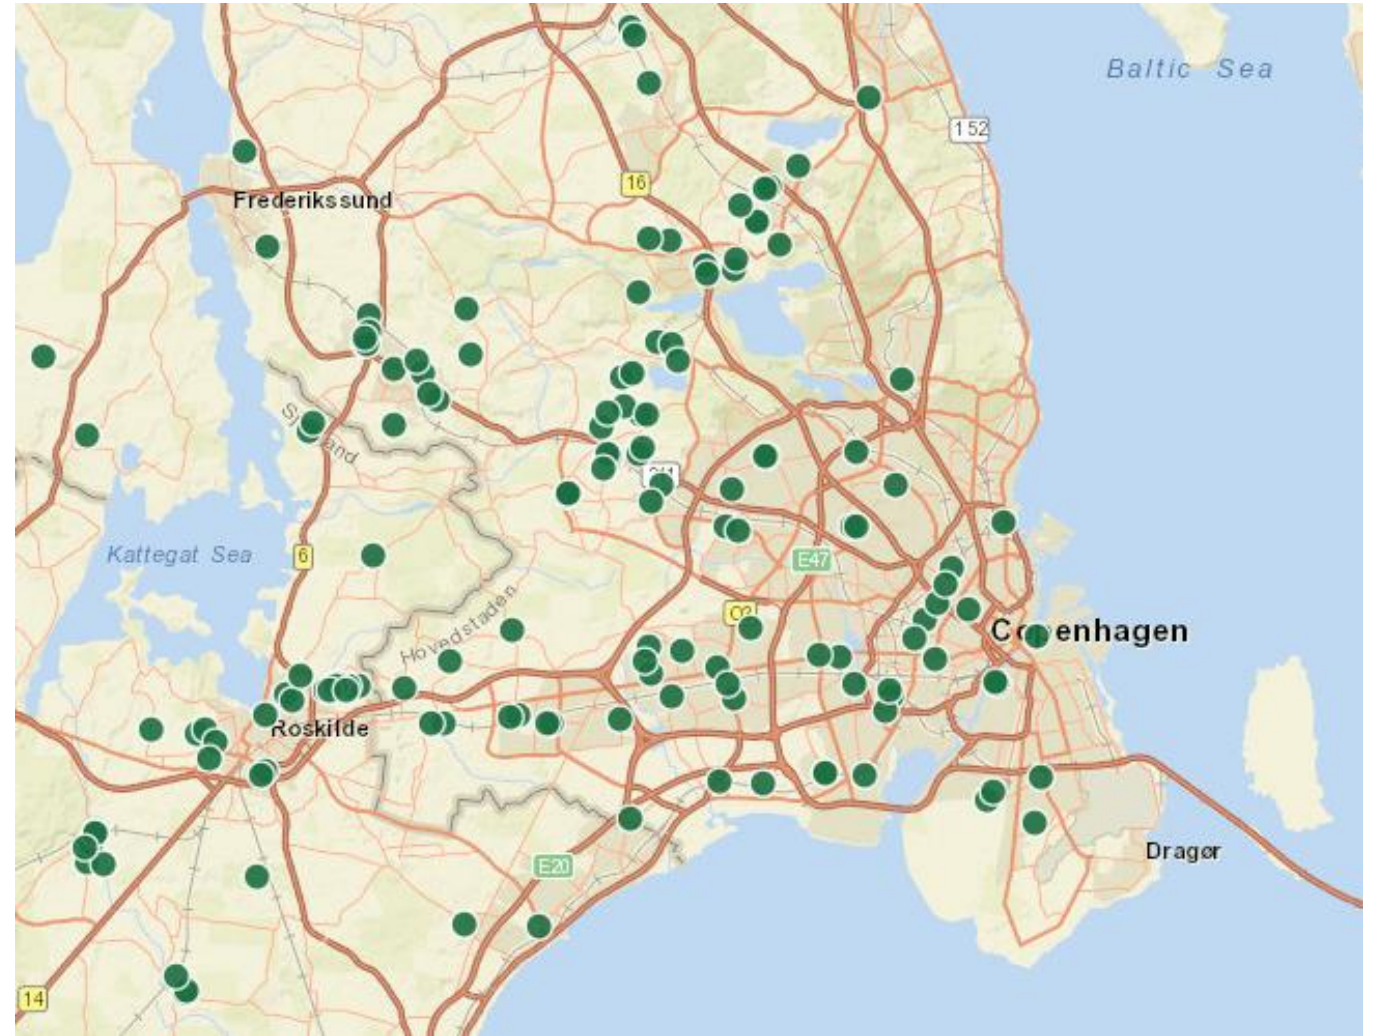 Baltic Sea
152
16
Frederikssund
Kattegat Sea
6
E47
Hovedstaden
Copenhagen
Roskilde
Dragør
E20
14